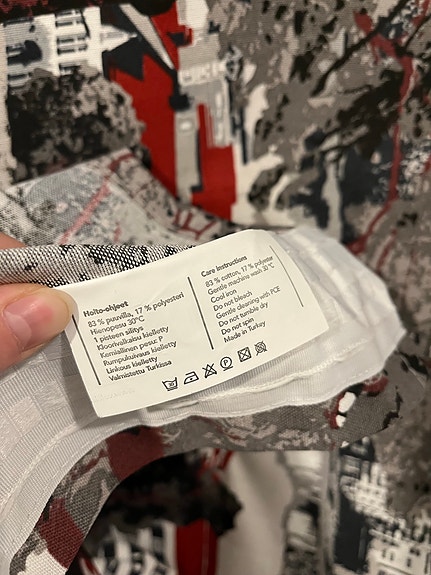 Hoito-ohjeet
83 % puuvilla, 17 % polyesteri
Hienopesu 30°C
1 pisteen silitys
Kloorivalkaisu kielletty
Kemiallinen pesu: P
Rumpukuivaus kielletty
Linkous kielletty
Valmistettu Turkissa
Care instructions
83 % cotton, 17 % polyester
Gentle machine wash 30 °C
Cool iron
Do not bleach
Gentle cleaning with PCE
Do not tumble dry
Do not spin
Made in Turkey